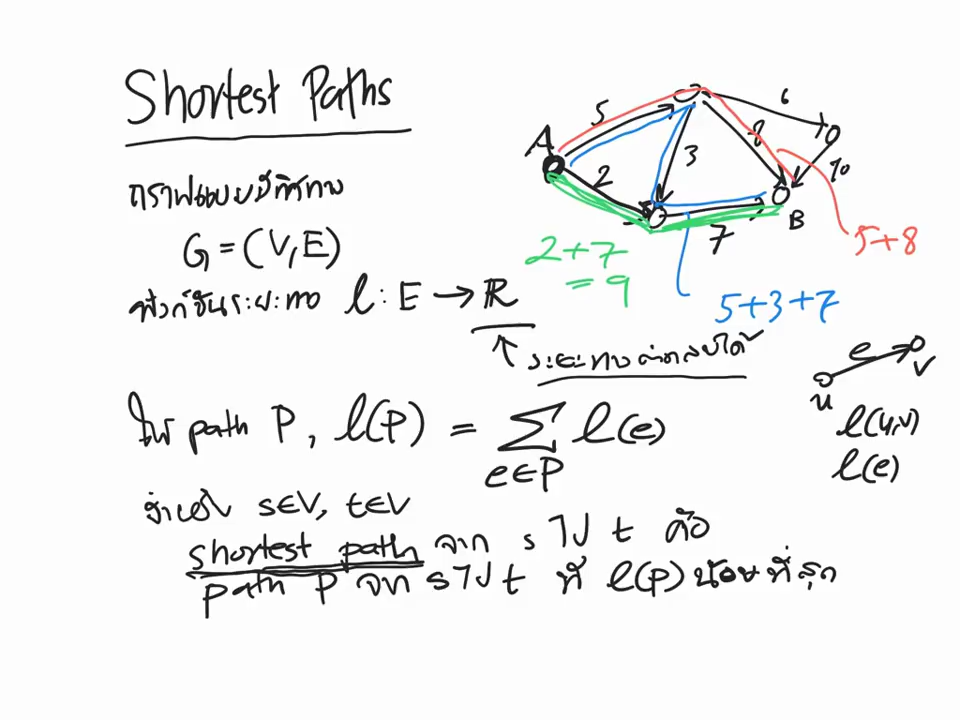 Shortest Paths
กราฟแบบมีทิศทาง
G = (V, E)
ฟังก์ชันระยะทาง l : E → ℝ
↑ ระยะทางติดลบได้
ให้ path P, l(P) = ∑ l(e)
e∈P
สำหรับ s∈V, t∈V
shortest path จาก s ไป t คือ
path P จาก s ไป t ที่ l(P) น้อยที่สุด
A
5
2
3
8
6
10
7
B
5+8
2+7
= 9
5+3+7
e
u
v
l(u,v)
l(e)